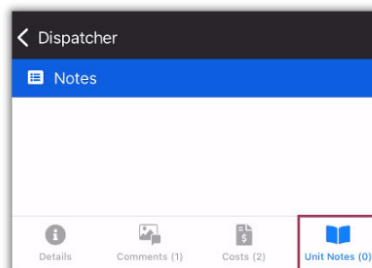 Dispatcher
Notes
Details
Comments (1)
Costs (2)
Unit Notes (0)